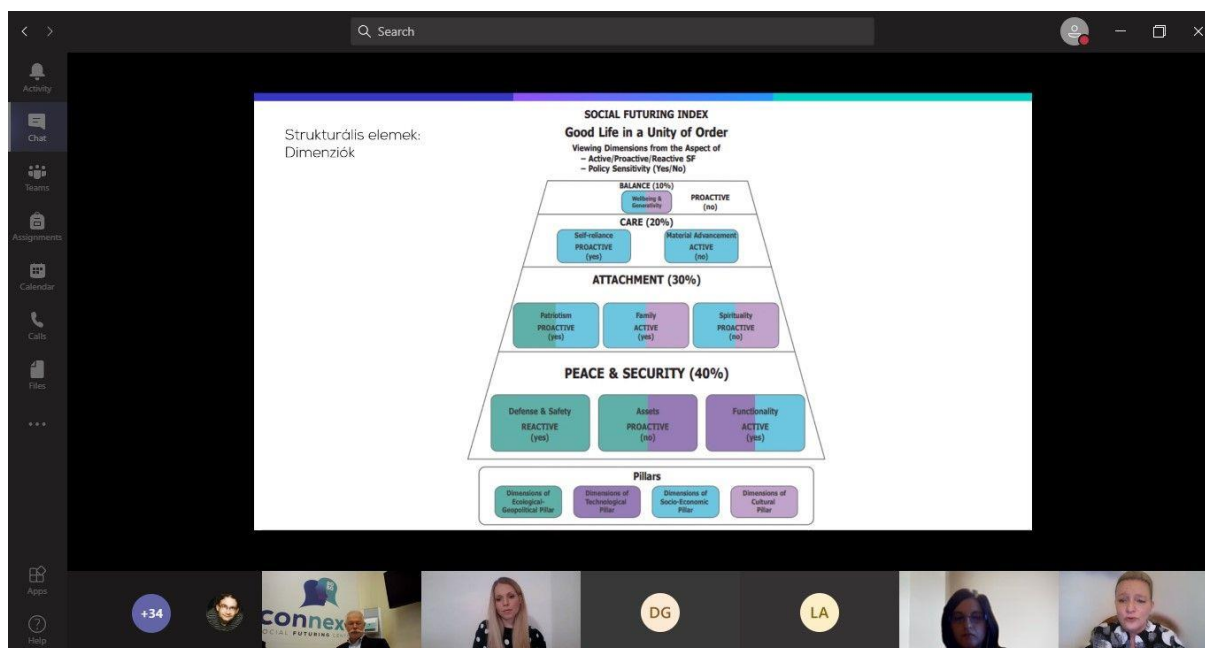 Search
Activity
Chat
Teams
Assignments
Calendar
Calls
Files
Apps
Help
Strukturális elemek:
Dimenziók
SOCIAL FUTURING INDEX
Good Life in a Unity of Order
Viewing Dimensions from the Aspect of
– Active/Proactive/Reactive SF
– Policy Sensitivity (Yes/No)
BALANCE (10%)
Wellbeing &
Generativity
PROACTIVE
(no)
CARE (20%)
Self-reliance
PROACTIVE
(yes)
Material Advancement
ACTIVE
(no)
ATTACHMENT (30%)
Patriotism
PROACTIVE
(yes)
Family
ACTIVE
(yes)
Spirituality
PROACTIVE
(no)
PEACE & SECURITY (40%)
Defense & Safety
REACTIVE
(yes)
Assets
PROACTIVE
(no)
Functionality
ACTIVE
(yes)
Pillars
Dimensions of
Ecological-
Geopolitical Pillar
Dimensions of
Technological
Pillar
Dimensions of
Socio-Economic
Pillar
Dimensions of
Cultural
Pillar
+34
connex
SOCIAL FUTURING
DG
LA